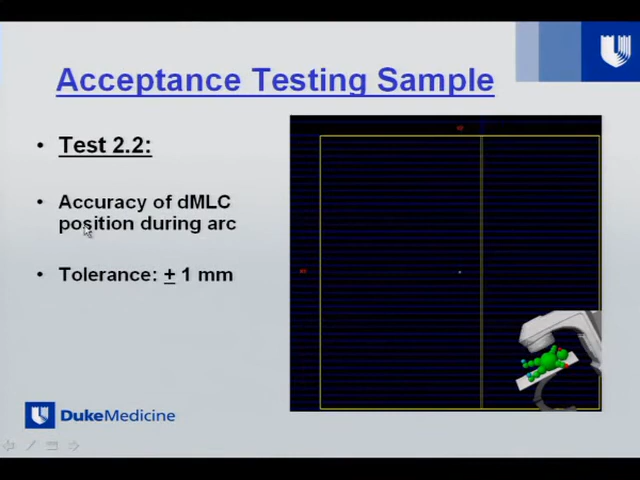 Acceptance Testing Sample
• Test 2.2:
• Accuracy of dMLC
position during arc
• Tolerance: ± 1 mm
DukeMedicine